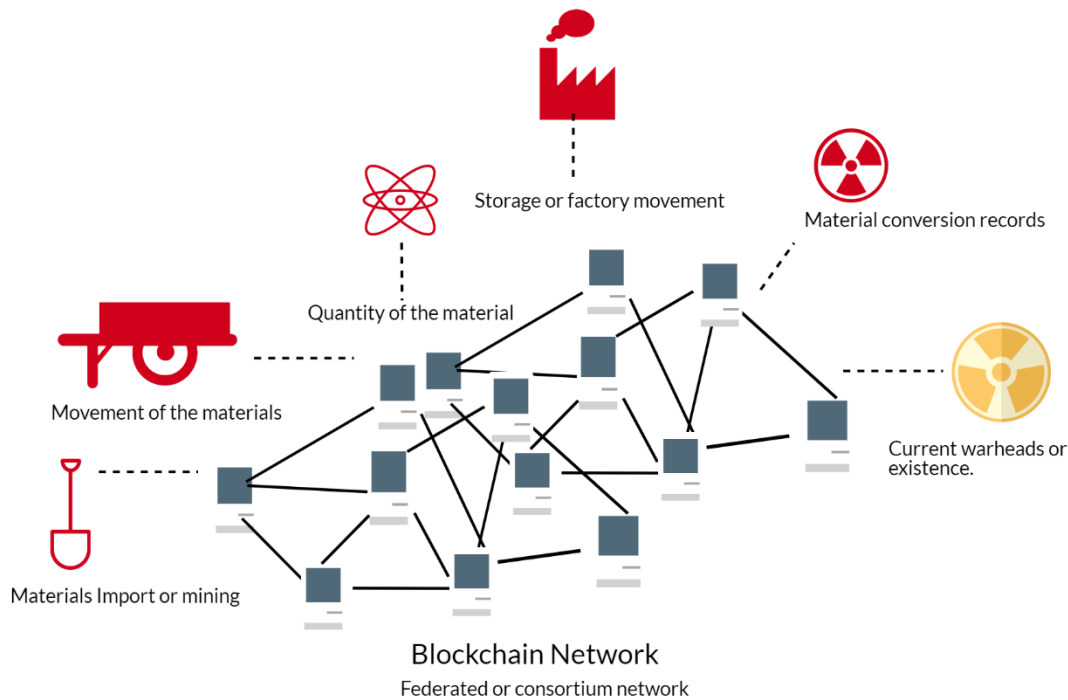 Storage or factory movement
Material conversion records
Quantity of the material
Movement of the materials
Current warheads or
existence.
Materials Import or mining
Blockchain Network
Federated or consortium network